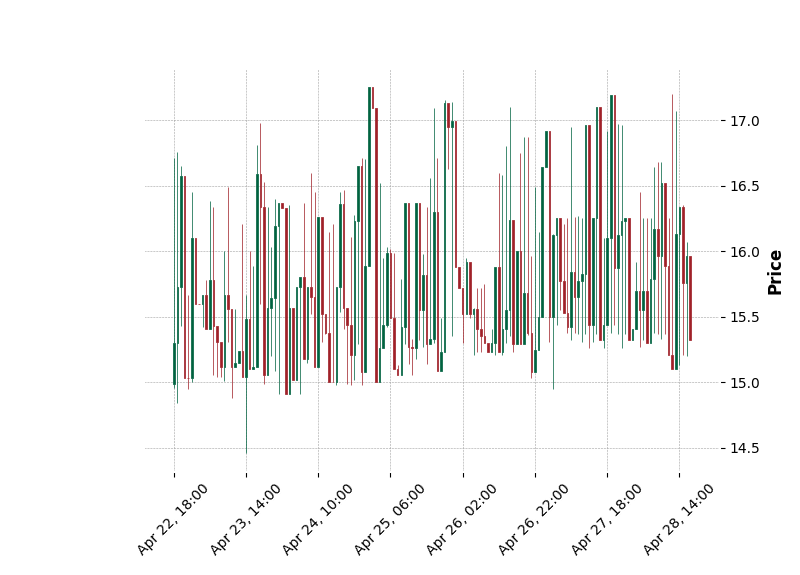 17.0
16.5
16.0
15.5
15.0
14.5
Price
Apr 22, 18:00
Apr 23, 14:00
Apr 24, 10:00
Apr 25, 06:00
Apr 26, 02:00
Apr 26, 22:00
Apr 27, 18:00
Apr 28, 14:00